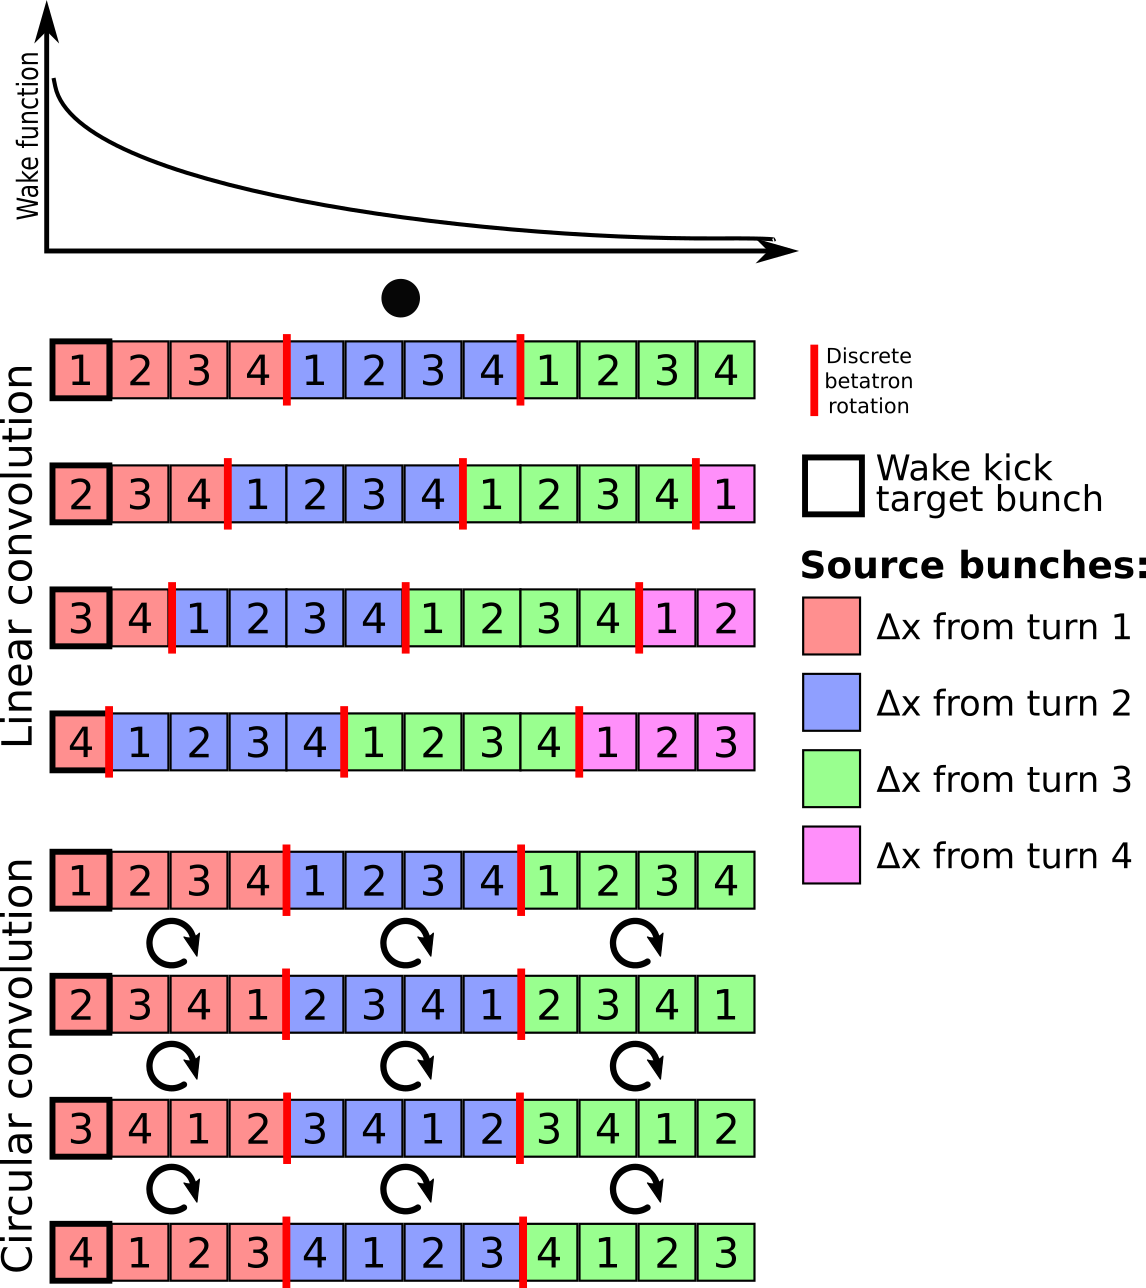 Wake function
Linear convolution
1 2 3 4 1 2 3 4 1 2 3 4
2 3 4 1 2 3 4 1 2 3 4 1
3 4 1 2 3 4 1 2 3 4 1 2
4 1 2 3 4 1 2 3 4 1 2 3
Circular convolution
1 2 3 4 1 2 3 4 1 2 3 4
2 3 4 1 2 3 4 1 2 3 4 1
3 4 1 2 3 4 1 2 3 4 1 2
4 1 2 3 4 1 2 3 4 1 2 3
Discrete
betatron
rotation
Wake kick
target bunch
Source bunches:
Δx from turn 1
Δx from turn 2
Δx from turn 3
Δx from turn 4